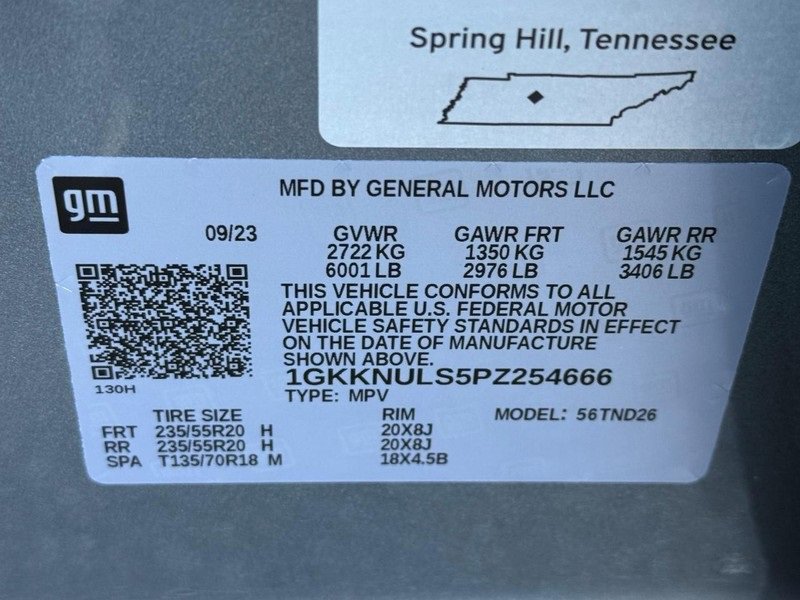 Spring Hill, Tennessee
gm
MFD BY GENERAL MOTORS LLC
09/23 GVWR GAWR FRT GAWR RR
2722 KG 1350 KG 1545 KG
6001 LB 2976 LB 3406 LB
THIS VEHICLE CONFORMS TO ALL
APPLICABLE U.S. FEDERAL MOTOR
VEHICLE SAFETY STANDARDS IN EFFECT
ON THE DATE OF MANUFACTURE
SHOWN ABOVE.
1GKKNULS5PZ254666
130H
TYPE: MPV
TIRE SIZE RIM MODEL: 56TND26
FRT 235/55R20 H 20X8J
RR 235/55R20 H 20X8J
SPA T135/70R18 M 18X4.5B